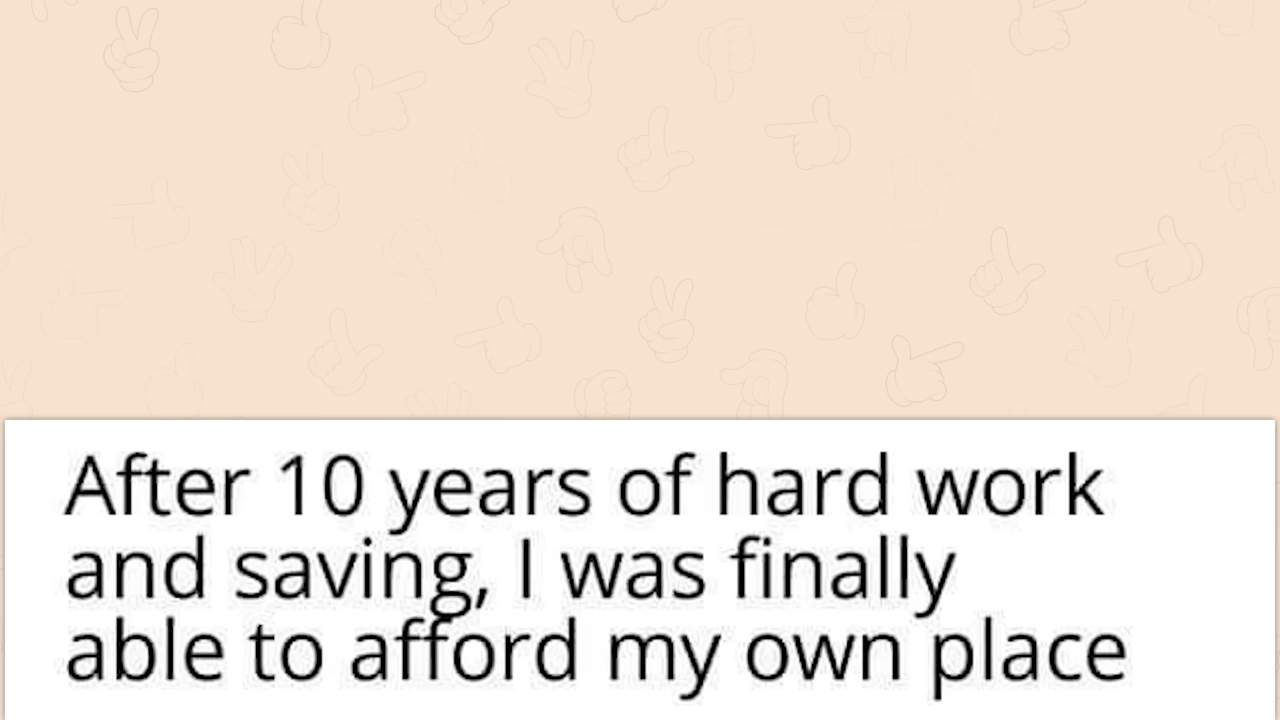 After 10 years of hard work
and saving, I was finally
able to afford my own place